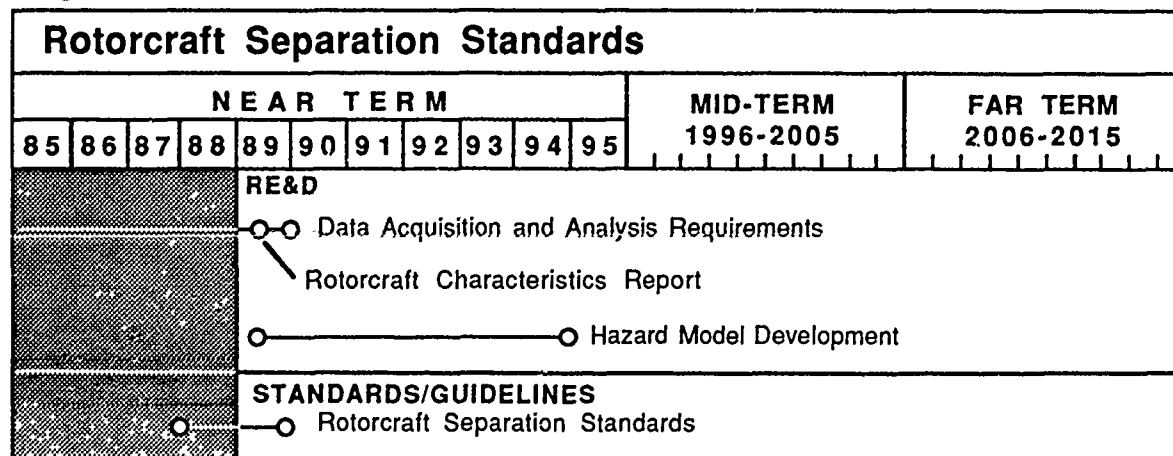 Rotorcraft Separation Standards
NEAR TERM
MID-TERM
1996-2005
FAR TERM
2006-2015
85 86 87 88 89 90 91 92 93 94 95
RE&D
Data Acquisition and Analysis Requirements
Rotorcraft Characteristics Report
Hazard Model Development
STANDARDS/GUIDELINES
Rotorcraft Separation Standards